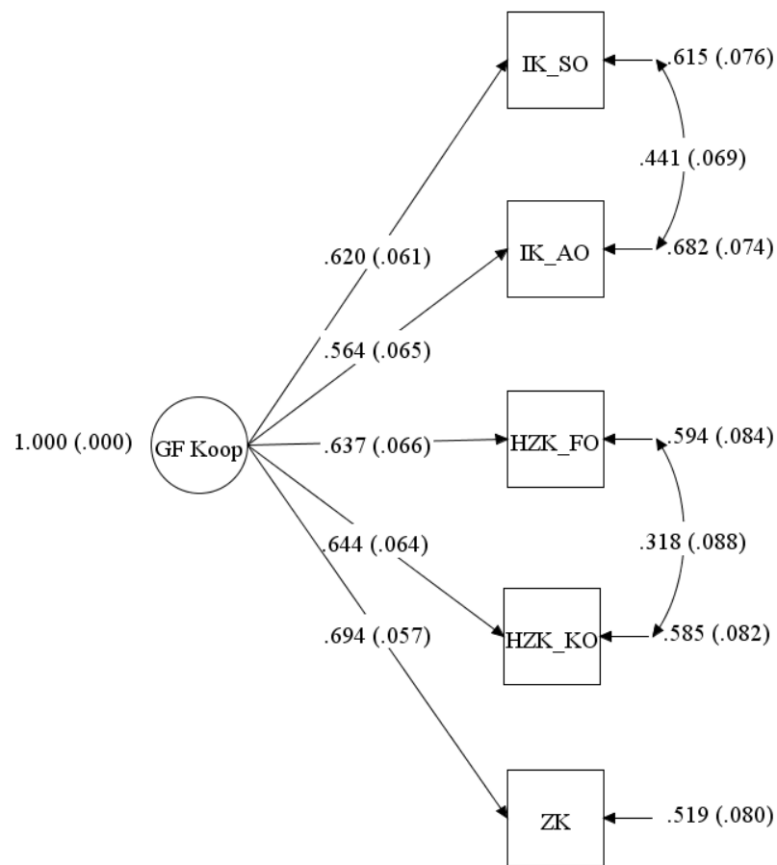 IK_SO
.615 (.076)
.441 (.069)
IK_AO
.682 (.074)
.620 (.061)
.564 (.065)
1.000 (.000)
GF Koop
.637 (.066)
HZK_FO
.594 (.084)
.644 (.064)
.318 (.088)
.694 (.057)
HZK_KO
.585 (.082)
ZK
.519 (.080)